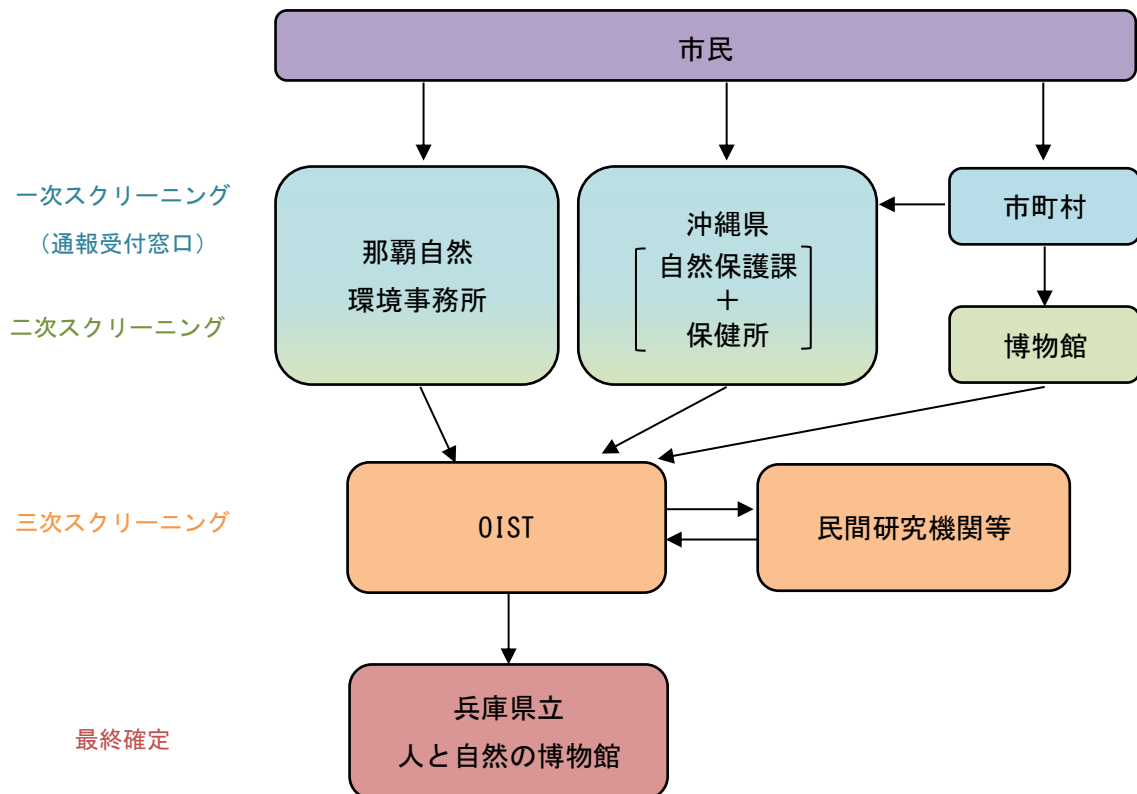 市民
一次スクリーニング
（通報受付窓口）
二次スクリーニング
那覇自然
環境事務所
沖縄県
自然保護課
＋
保健所
市町村
博物館
三次スクリーニング
OIST
民間研究機関等
最終確定
兵庫県立
人と自然の博物館